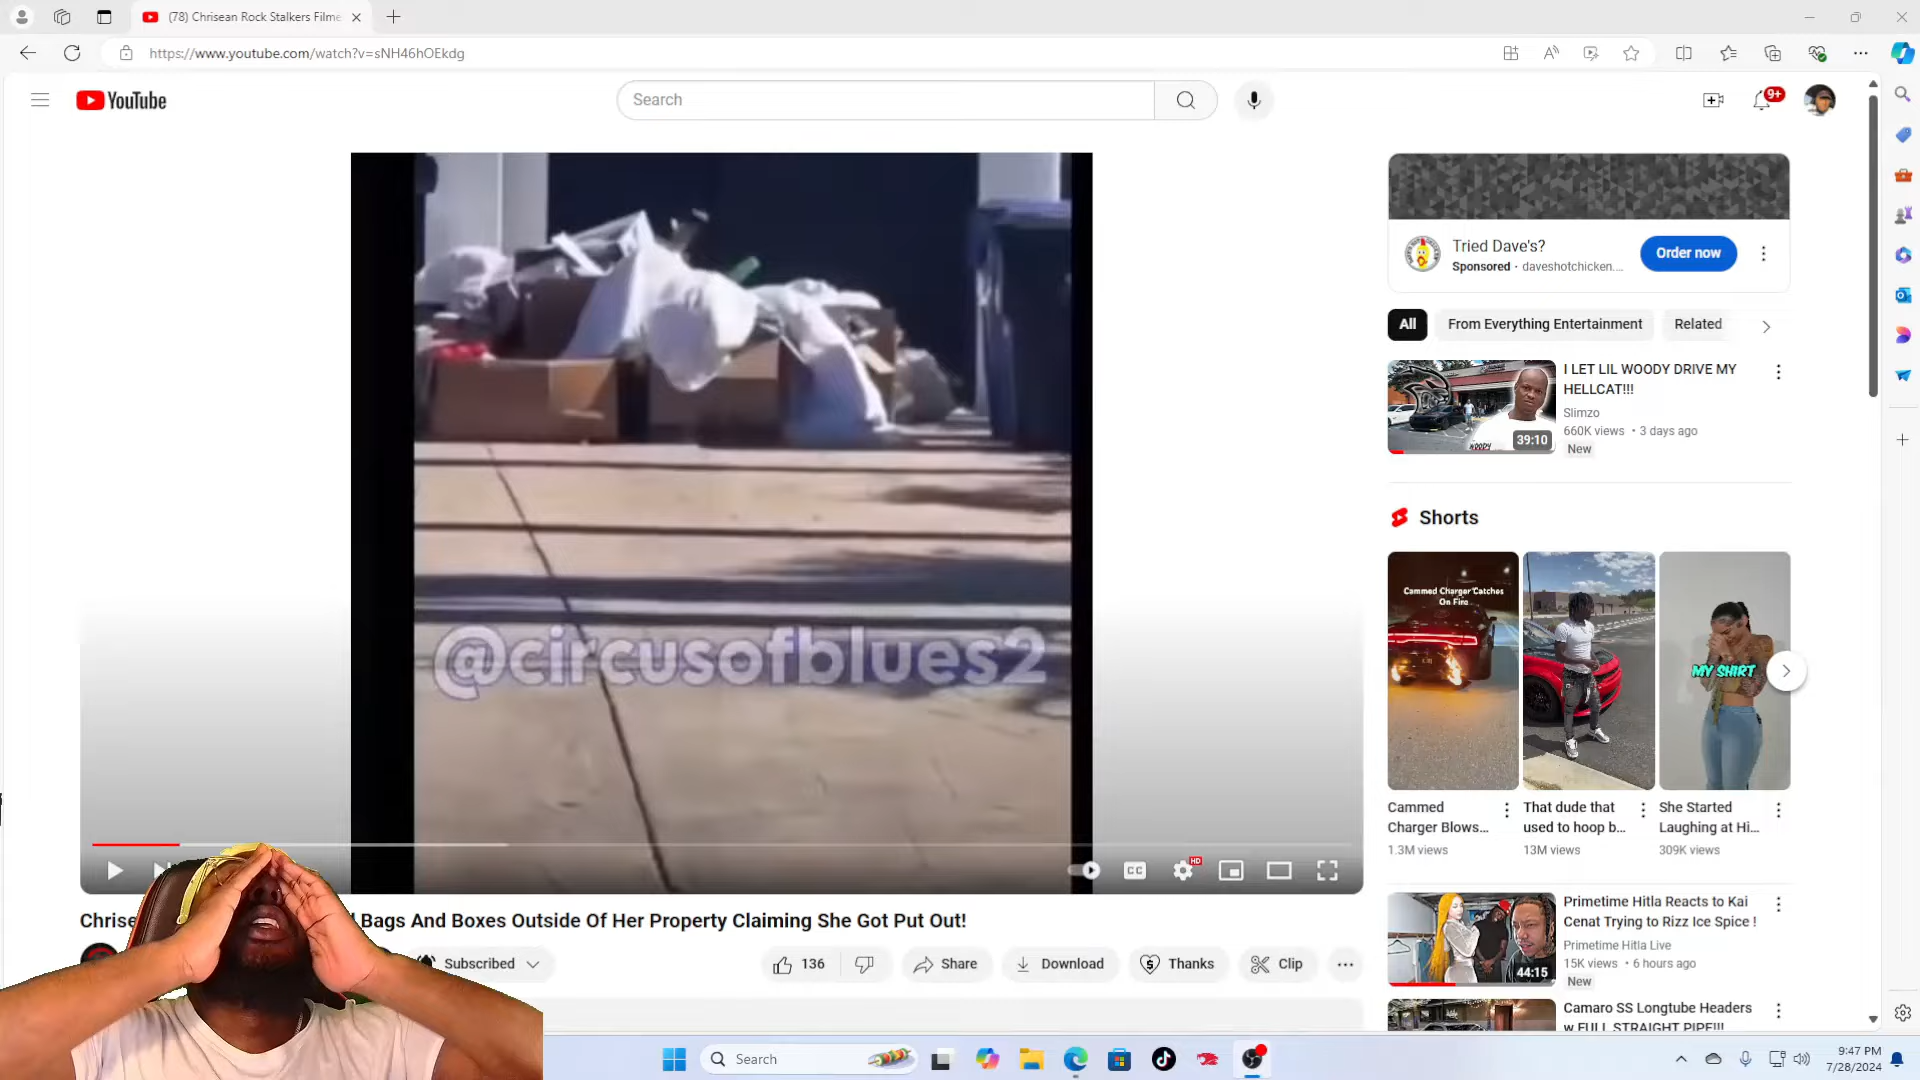 (78) Chrisean Rock Stalkers Filme
https://www.youtube.com/watch?v=sNH46hOEkdg
YouTube
Search
9+
@circusofblues2
HD
CC
Chrise
Bags And Boxes Outside Of Her Property Claiming She Got Put Out!
Subscribed
136
Share
Download
Thanks
Clip
Tried Dave's?
Sponsored · daveshotchicken....
Order now
All
From Everything Entertainment
Related
I LET LIL WOODY DRIVE MY
HELLCAT!!!
Slimzo
660K views • 3 days ago
New
WOODY
39:10
Shorts
Cammed Charger Catches
On Fire
MY SHIRT
Cammed
Charger Blows...
1.3M views
That dude that
used to hoop b...
13M views
She Started
Laughing at Hi...
309K views
Primetime Hitla Reacts to Kai
Cenat Trying to Rizz Ice Spice !
Primetime Hitla Live
15K views • 6 hours ago
New
44:15
Camaro SS Longtube Headers
w FULL STRAIGHT PIPE!!!
Search
9:47 PM
7/28/2024